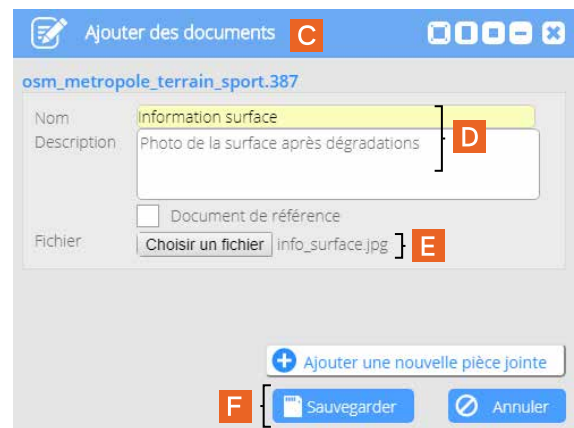 Ajouter des documents C
osm_metropole_terrain_sport.387
Nom Information surface
Description Photo de la surface après dégradations
D
Document de référence
Fichier Choisir un fichier info_surface.jpg E
Ajouter une nouvelle pièce jointe
F Sauvegarder Annuler